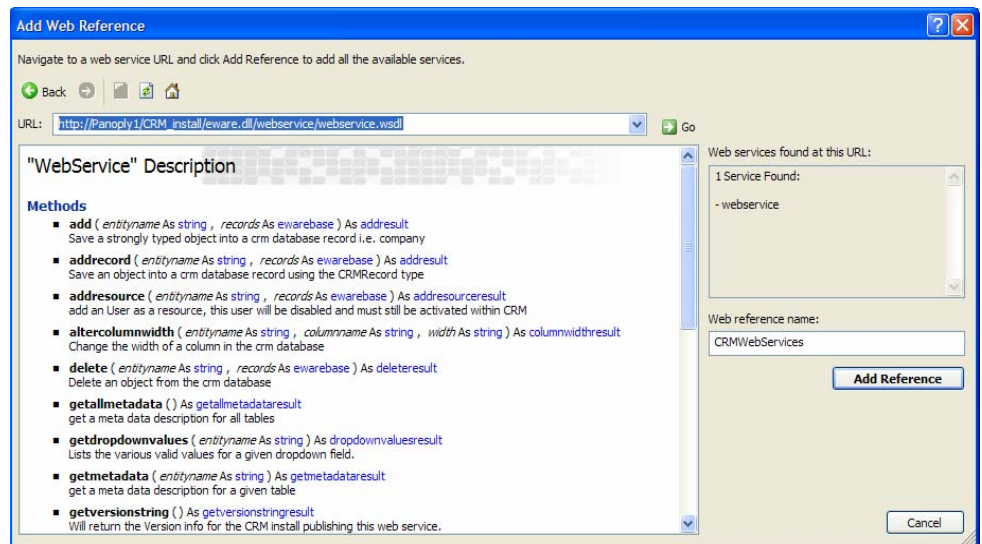 Add Web Reference
Navigate to a web service URL and click Add Reference to add all the available services.
Back
URL: http://Panoply1/CRM_install/eware.dll/webservice/webservice.wsdl Go
"WebService" Description
Methods
add ( entityname As string , records As ewarebase ) As addresult
Save a strongly typed object into a crm database record i.e. company
addrecord ( entityname As string , records As ewarebase ) As addresult
Save an object into a crm database record using the CRMRecord type
addresource ( entityname As string , records As ewarebase ) As addresourceresult
add an User as a resource, this user will be disabled and must still be activated within CRM
altercolumnwidth ( entityname As string , columnname As string , width As string ) As columnwidthresult
Change the width of a column in the crm database
delete ( entityname As string , records As ewarebase ) As deleteresult
Delete an object from the crm database
getallmetadata () As getallmetadataresult
get a meta data description for all tables
getdropdownvalues ( entityname As string ) As dropdownvaluesresult
Lists the various valid values for a given dropdown field.
getmetadata ( entityname As string ) As getmetadataresult
get a meta data description for a given table
getversionstring () As getversionstringresult
Will return the Version info for the CRM install publishing this web service.
Web services found at this URL:
1 Service Found:
- webservice
Web reference name:
CRMWebServices
Add Reference
Cancel